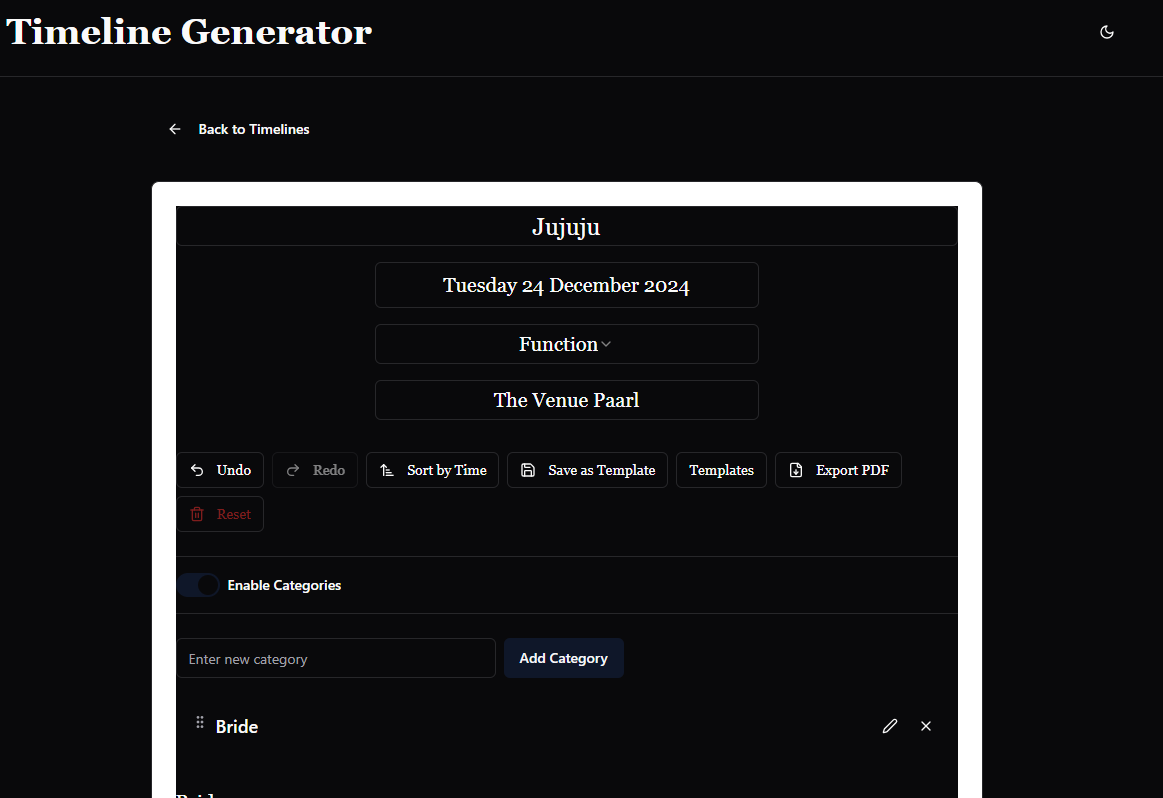 Timeline Generator
Back to Timelines
Jujuju
Tuesday 24 December 2024
Function
The Venue Paarl
Undo Redo Sort by Time Save as Template Templates Export PDF
Reset
Enable Categories
Enter new category Add Category
Bride